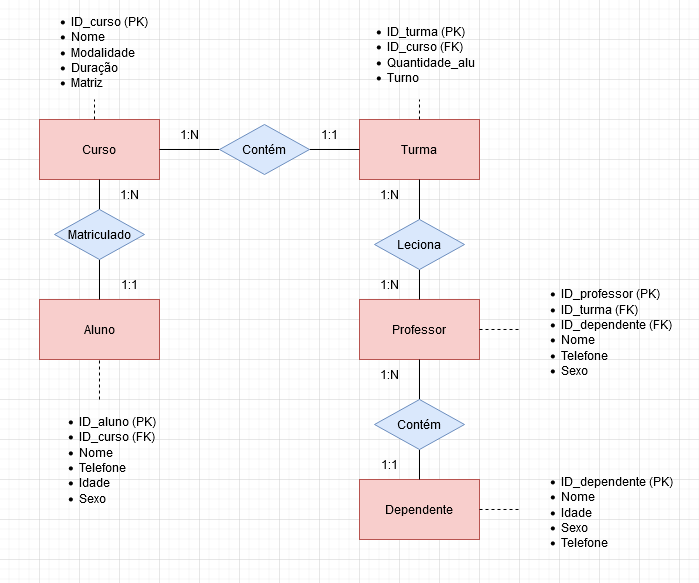 ID_curso (PK)
Nome
Modalidade
Duração
Matriz
ID_turma (PK)
ID_curso (FK)
Quantidade_alu
Turno
Curso
1:N
Contém
1:1
Turma
1:N
Matriculado
1:1
1:N
Leciona
1:N
Aluno
Professor
ID_professor (PK)
ID_turma (FK)
ID_dependente (FK)
Nome
Telefone
Sexo
ID_aluno (PK)
ID_curso (FK)
Nome
Telefone
Idade
Sexo
1:N
Contém
1:1
Dependente
ID_dependente (PK)
Nome
Idade
Sexo
Telefone